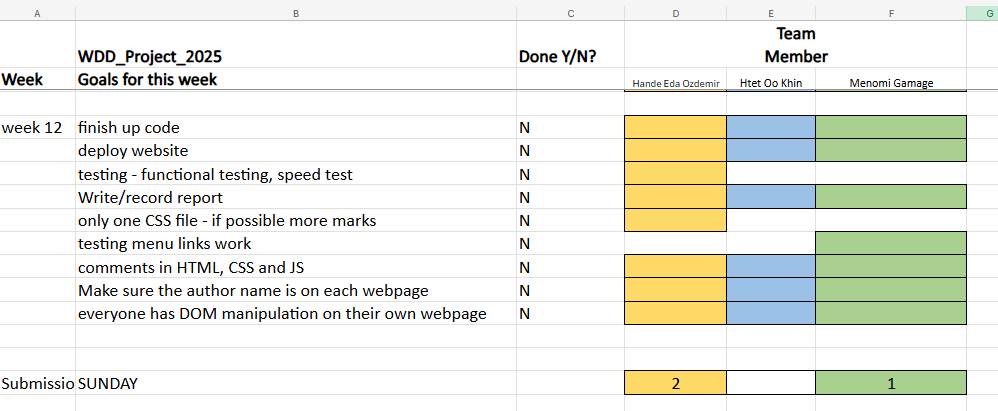 A B C D E F G
Team
WDD_Project_2025 Done Y/N? Member
Week Goals for this week Hande Eda Ozdemir Htet Oo Khin Menomi Gamage
week 12 finish up code N
deploy website N
testing - functional testing, speed test N
Write/record report N
only one CSS file - if possible more marks N
testing menu links work N
comments in HTML, CSS and JS N
Make sure the author name is on each webpage N
everyone has DOM manipulation on their own webpage N
Submissio SUNDAY 2 1